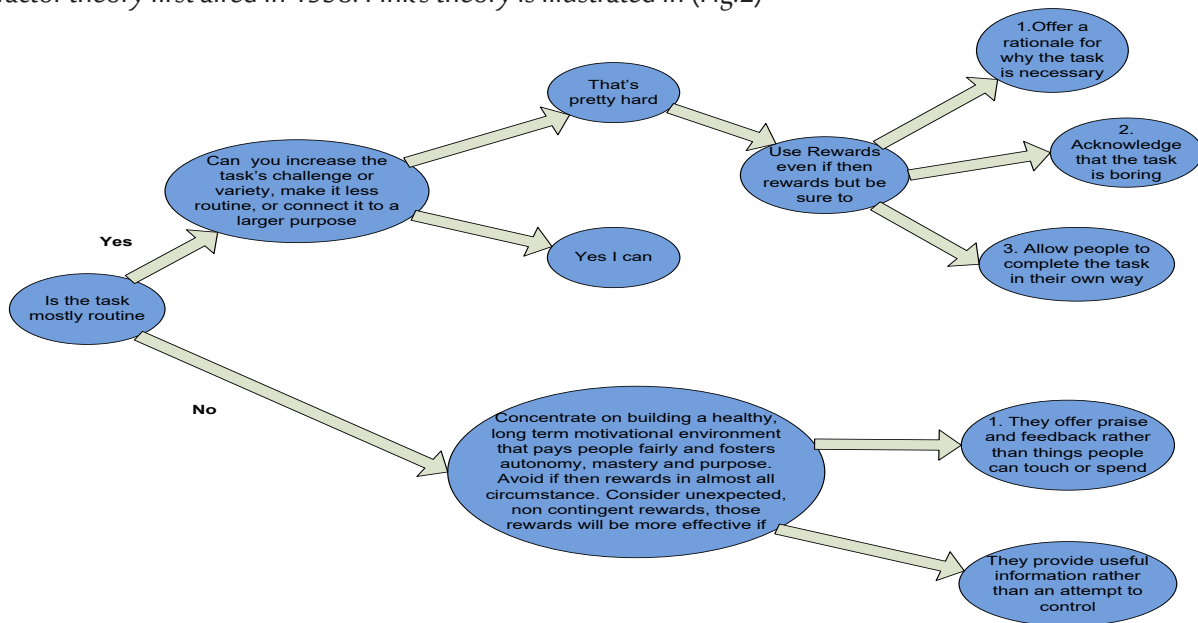 factor theory first aired in 1958. Pink's theory is illustrated in (Fig.2)
1.Offer a
rationale for
why the task
is necessary
That's
pretty hard
2.
Acknowledge
that the task
is boring
Can you increase the
task's challenge or
variety, make it less
routine, or connect it to a
larger purpose
Use Rewards
even if then
rewards but be
sure to
Yes
Yes I can
3. Allow people to
complete the task
in their own way
Is the task
mostly routine
No
Concentrate on building a healthy,
long term motivational environment
that pays people fairly and fosters
autonomy, mastery and purpose.
Avoid if then rewards in almost all
circumstance. Consider unexpected,
non contingent rewards, those
rewards will be more effective if
1. They offer praise
and feedback rather
than things people
can touch or spend
They provide useful
information rather
than an attempt to
control